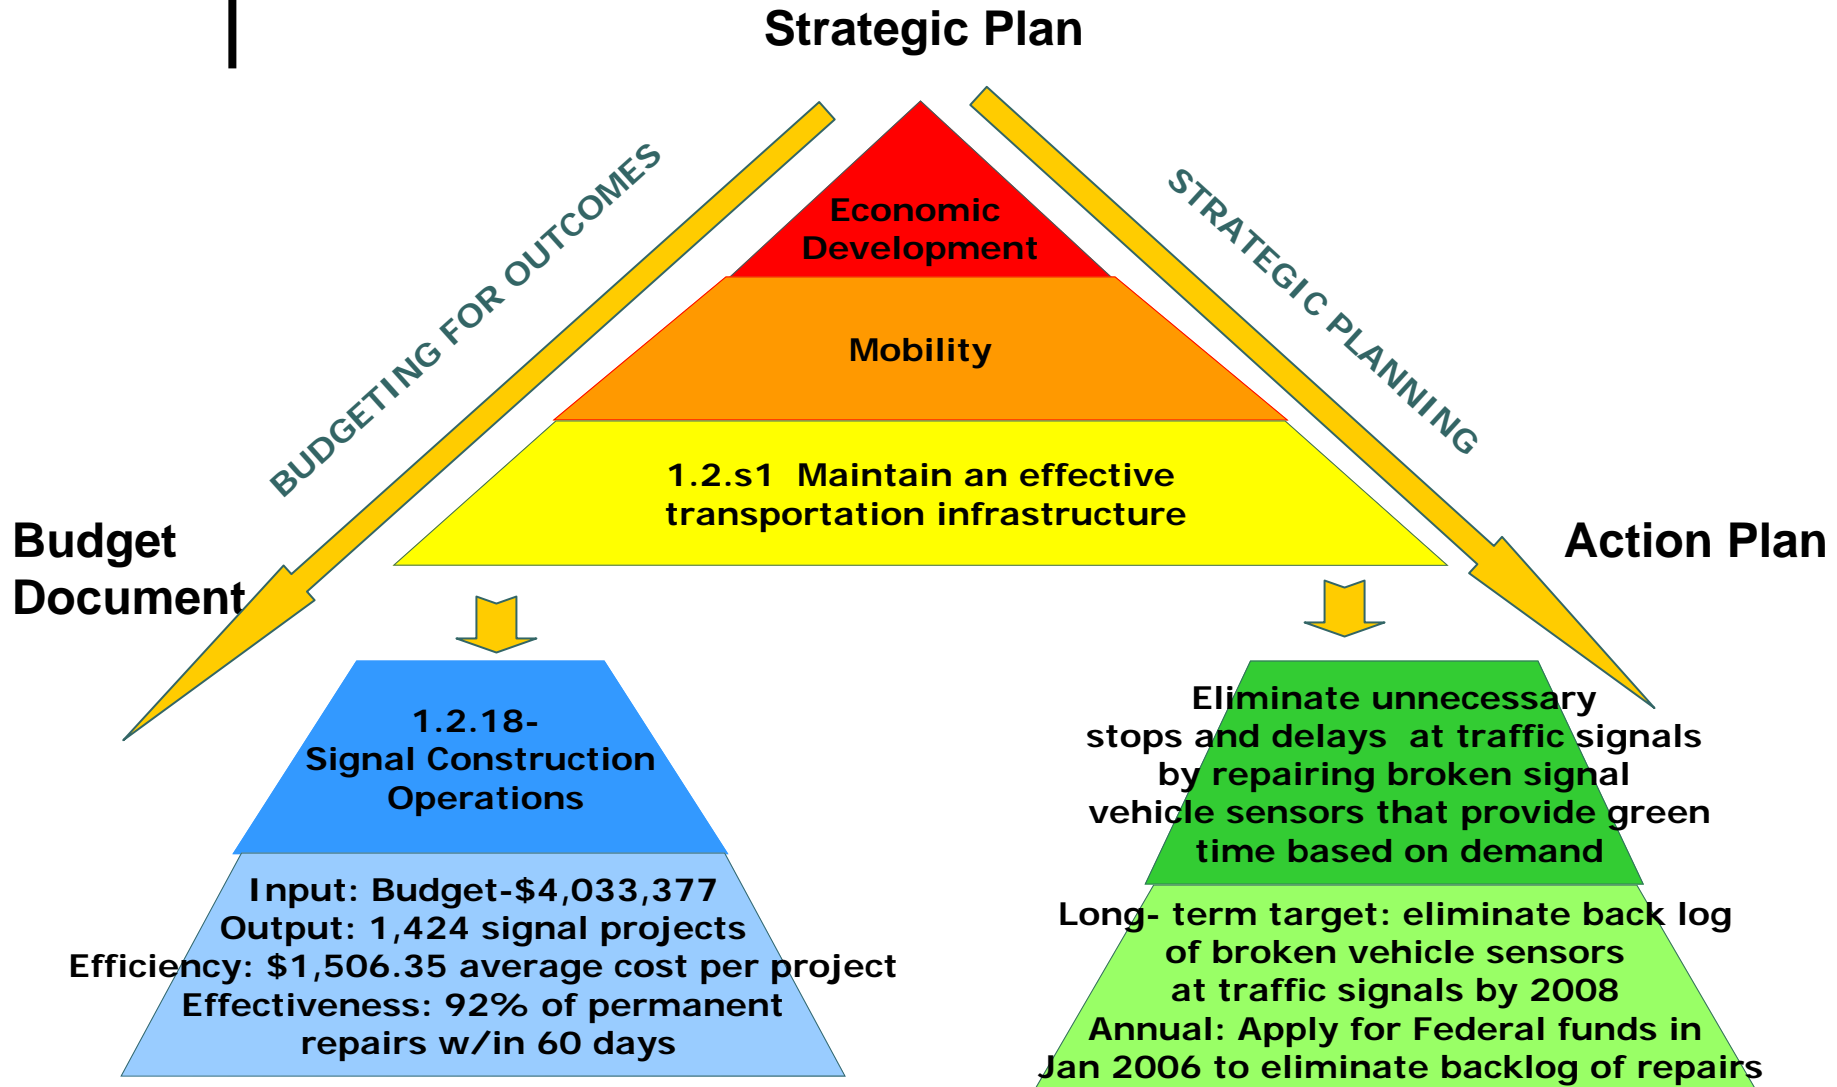 Strategic Plan
BUDGETING FOR OUTCOMES
STRATEGIC PLANNING
Economic
Development
Mobility
1.2.s1 Maintain an effective
transportation infrastructure
Budget
Document
Action Plan
1.2.18-
Signal Construction
Operations
Input: Budget-$4,033,377
Output: 1,424 signal projects
Efficiency: $1,506.35 average cost per project
Effectiveness: 92% of permanent
repairs w/in 60 days
Eliminate unnecessary
stops and delays at traffic signals
by repairing broken signal
vehicle sensors that provide green
time based on demand
Long- term target: eliminate back log
of broken vehicle sensors
at traffic signals by 2008
Annual: Apply for Federal funds in
Jan 2006 to eliminate backlog of repairs